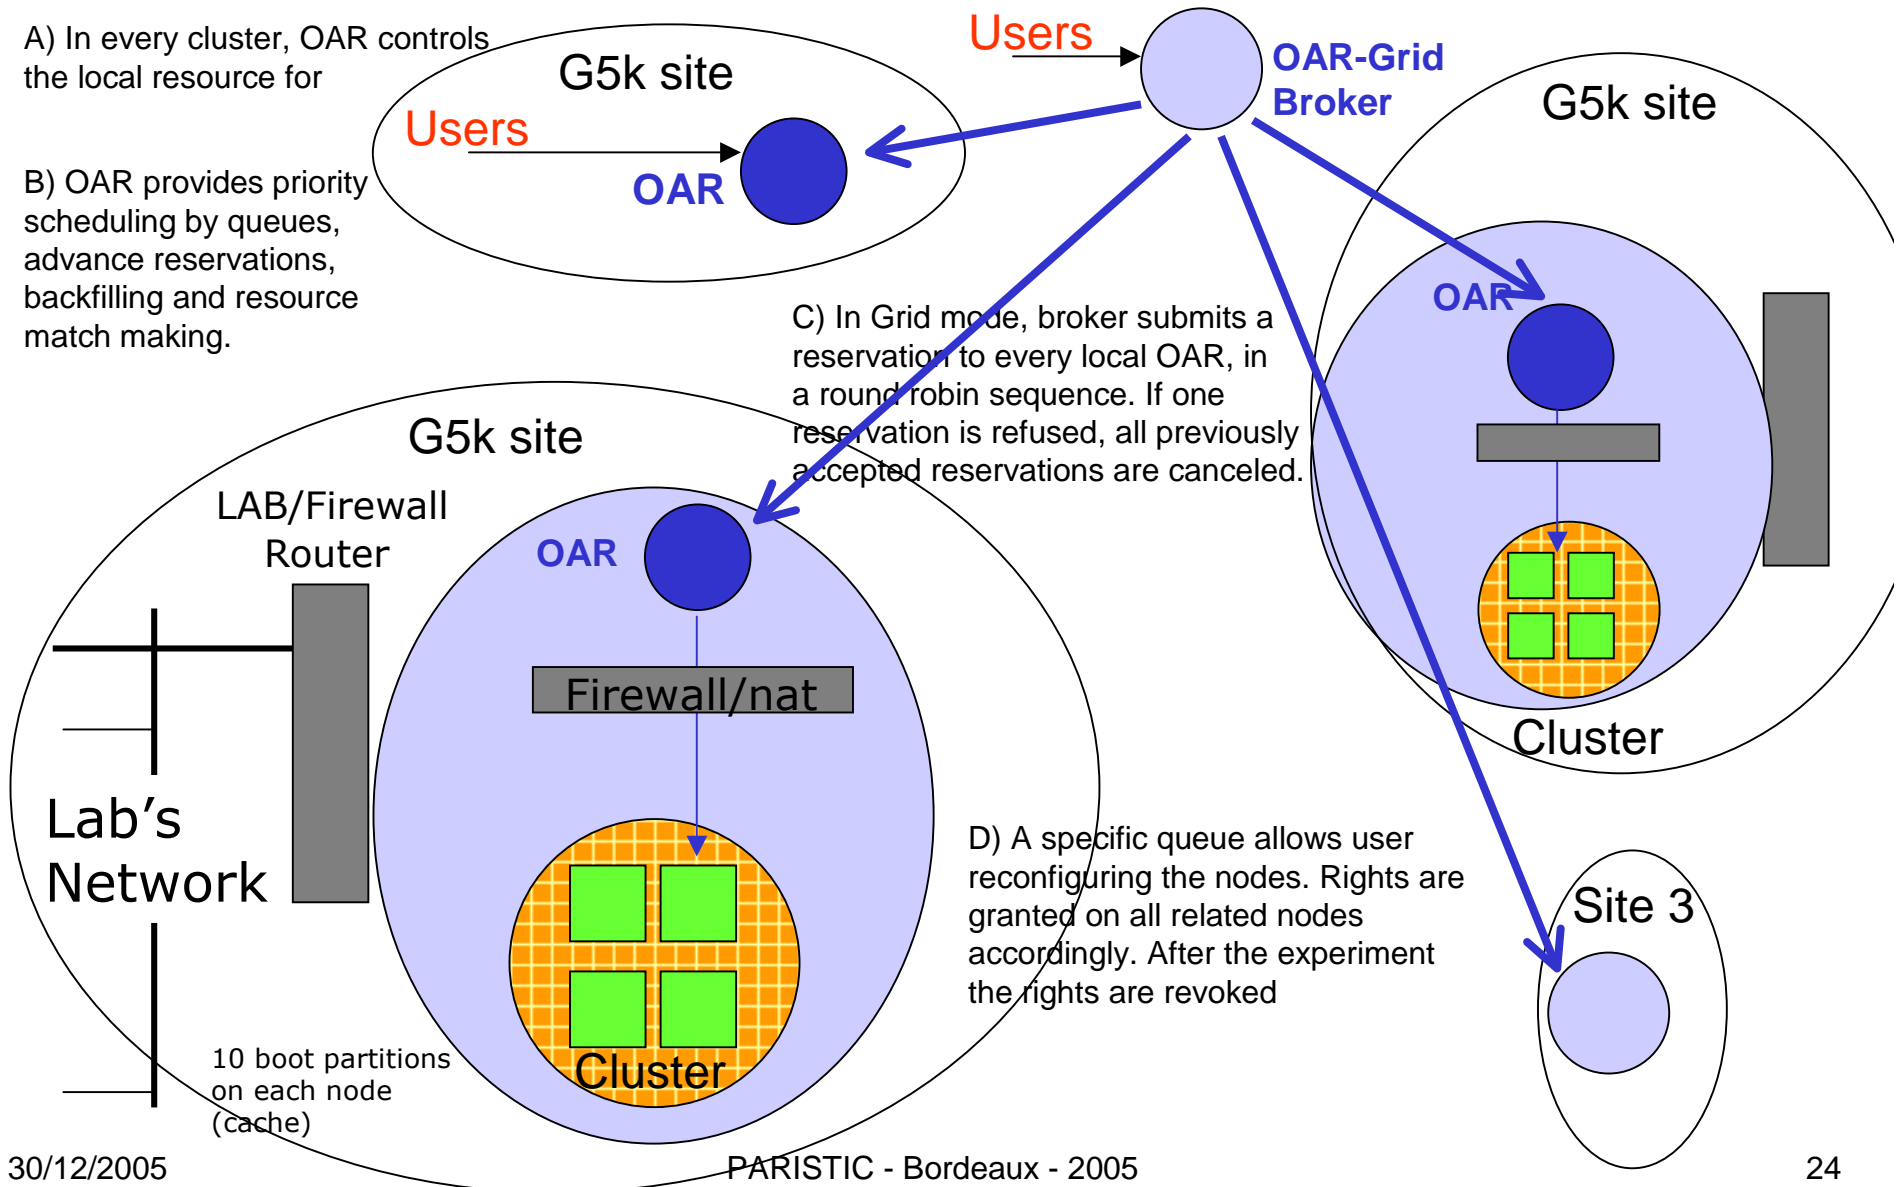 A) In every cluster, OAR controls
the local resource for
B) OAR provides priority
scheduling by queues,
advance reservations,
backfilling and resource
match making.
G5k site
Users
OAR
Users
OAR-Grid
Broker
G5k site
OAR
Cluster
C) In Grid mode, broker submits a
reservation to every local OAR, in
a round robin sequence. If one
reservation is refused, all previously
accepted reservations are canceled.
G5k site
LAB/Firewall
Router
OAR
Firewall/nat
Lab’s
Network
Cluster
10 boot partitions
on each node
(cache)
D) A specific queue allows user
reconfiguring the nodes. Rights are
granted on all related nodes
accordingly. After the experiment
the rights are revoked
Site 3
30/12/2005
PARISTIC - Bordeaux - 2005
24